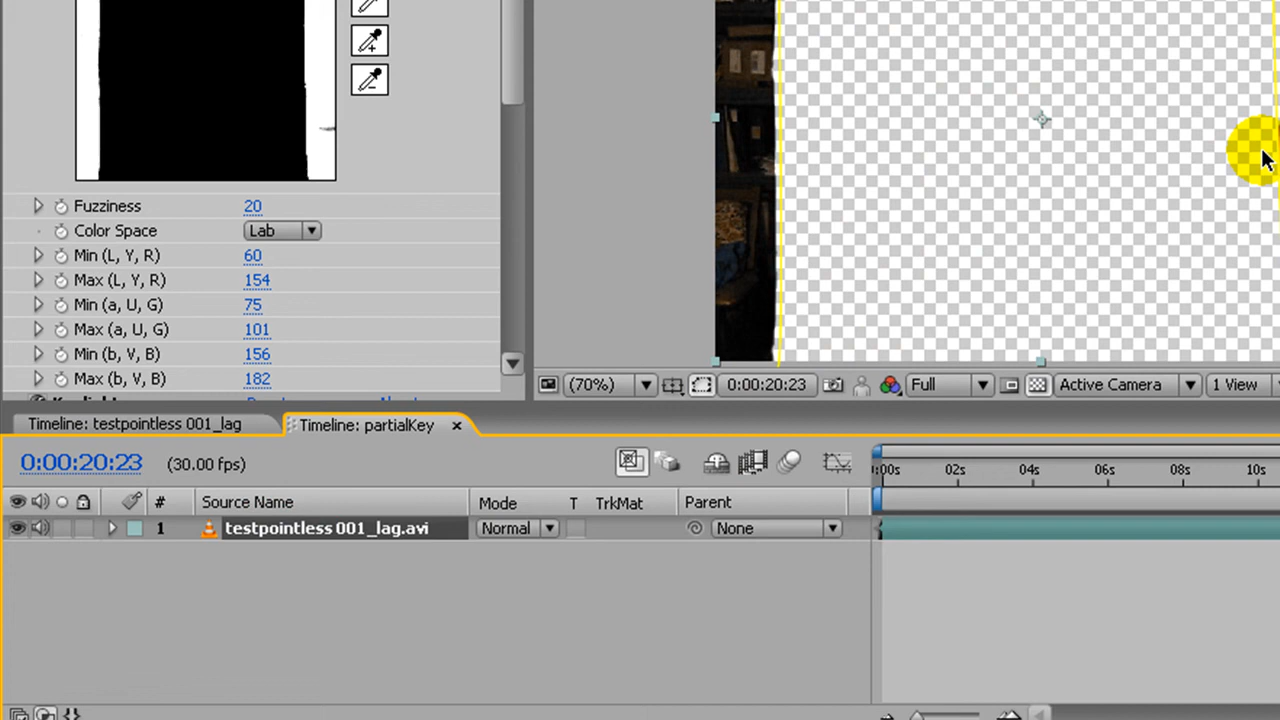 Fuzziness 20
Color Space Lab
Min (L, Y, R) 60
Max (L, Y, R) 154
Min (a, U, G) 75
Max (a, U, G) 101
Min (b, V, B) 156
Max (b, V, B) 182
(70%) 0:00:20:23 Full Active Camera 1 View
Timeline: testpointless 001_lag Timeline: partialKey ×
0:00:20:23 (30.00 fps)
:00s 02s 04s 06s 08s 10s
# Source Name Mode T TrkMat Parent
1 testpointless 001_lag.avi Normal None